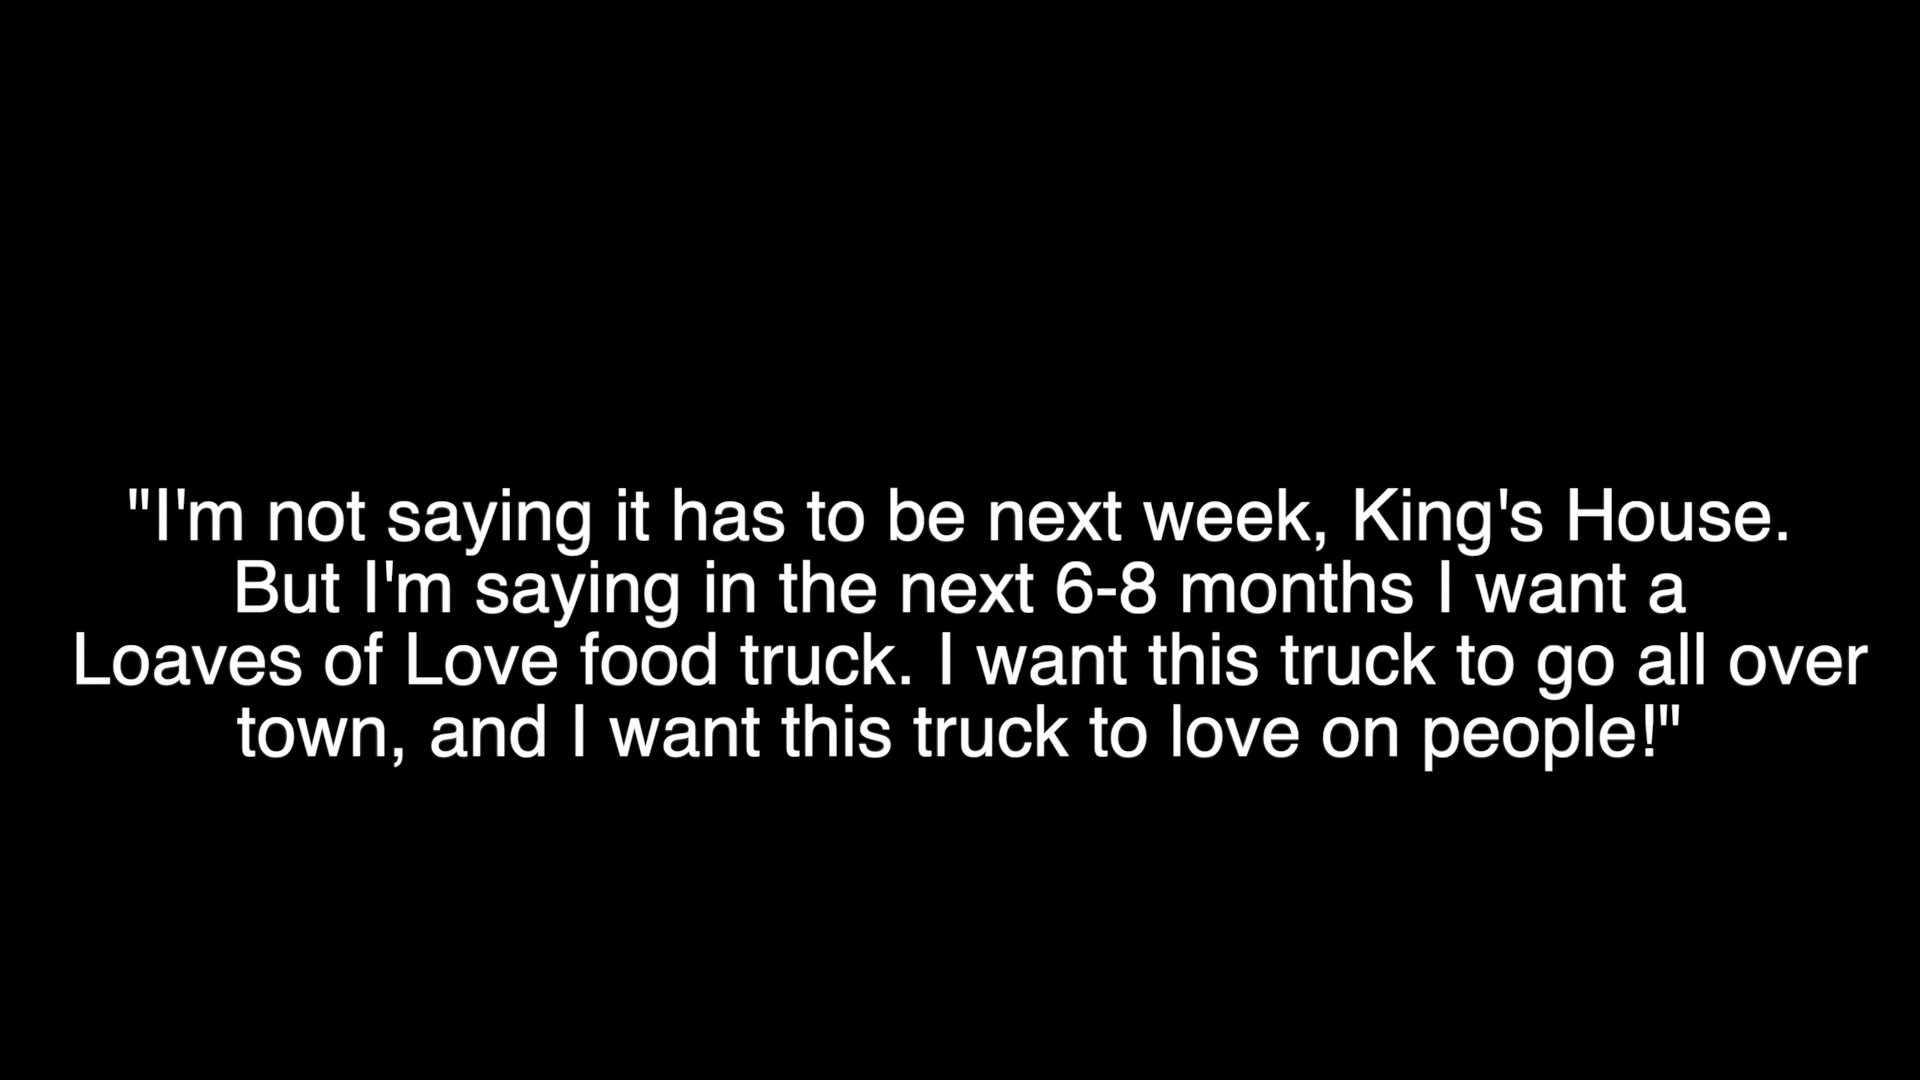 "I'm not saying it has to be next week, King's House.
But I'm saying in the next 6-8 months I want a
Loaves of Love food truck. I want this truck to go all over
town, and I want this truck to love on people!"